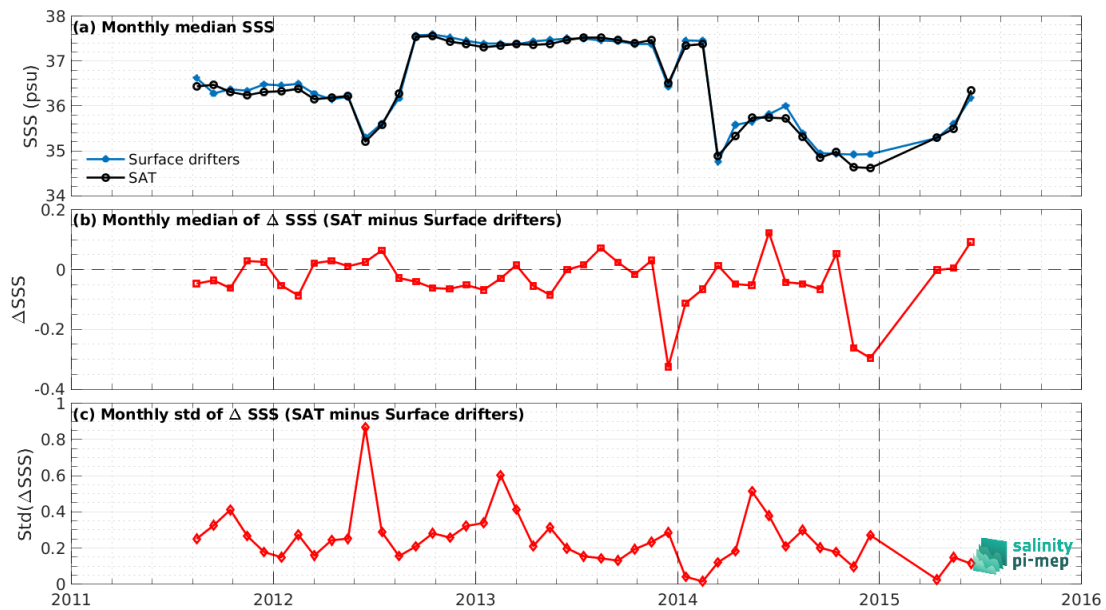 (a) Monthly median SSS
38
37
36
35
34
SSS (psu)
Surface drifters
SAT
(b) Monthly median of Δ SSS (SAT minus Surface drifters)
0.2
0
-0.2
-0.4
ΔSSS
(c) Monthly std of Δ SSS (SAT minus Surface drifters)
1
0.8
0.6
0.4
0.2
0
Std(ΔSSS)
salinity
pi-mep
2011 2012 2013 2014 2015 2016